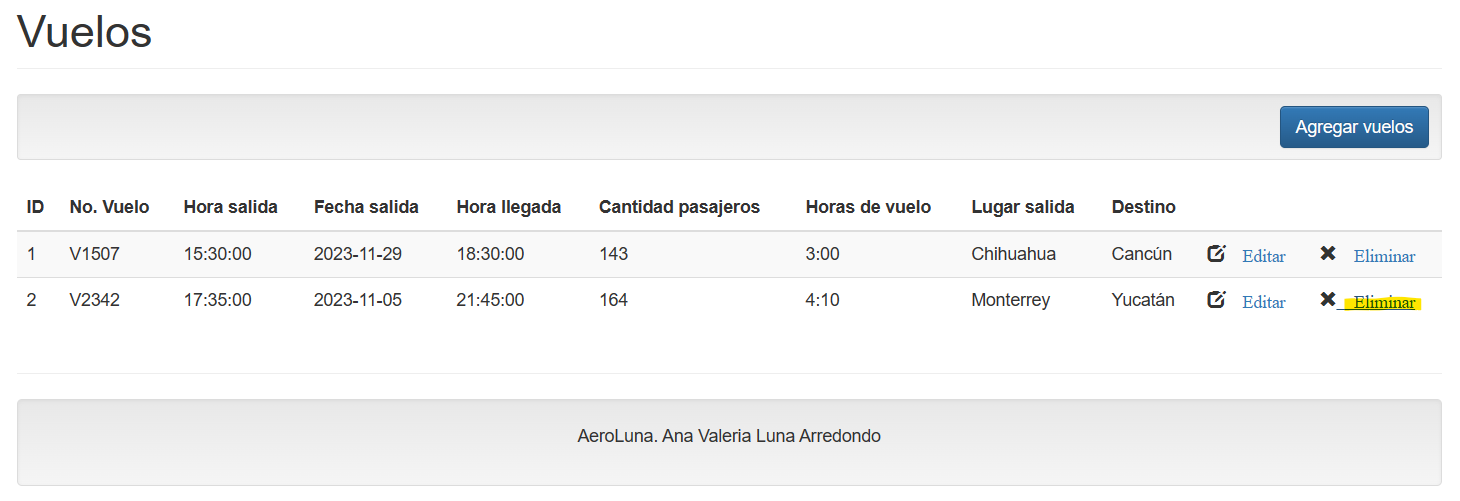 Vuelos
Agregar vuelos
ID No. Vuelo Hora salida Fecha salida Hora llegada Cantidad pasajeros Horas de vuelo Lugar salida Destino
1 V1507 15:30:00 2023-11-29 18:30:00 143 3:00 Chihuahua Cancún Editar Eliminar
2 V2342 17:35:00 2023-11-05 21:45:00 164 4:10 Monterrey Yucatán Editar Eliminar
AeroLuna. Ana Valeria Luna Arredondo